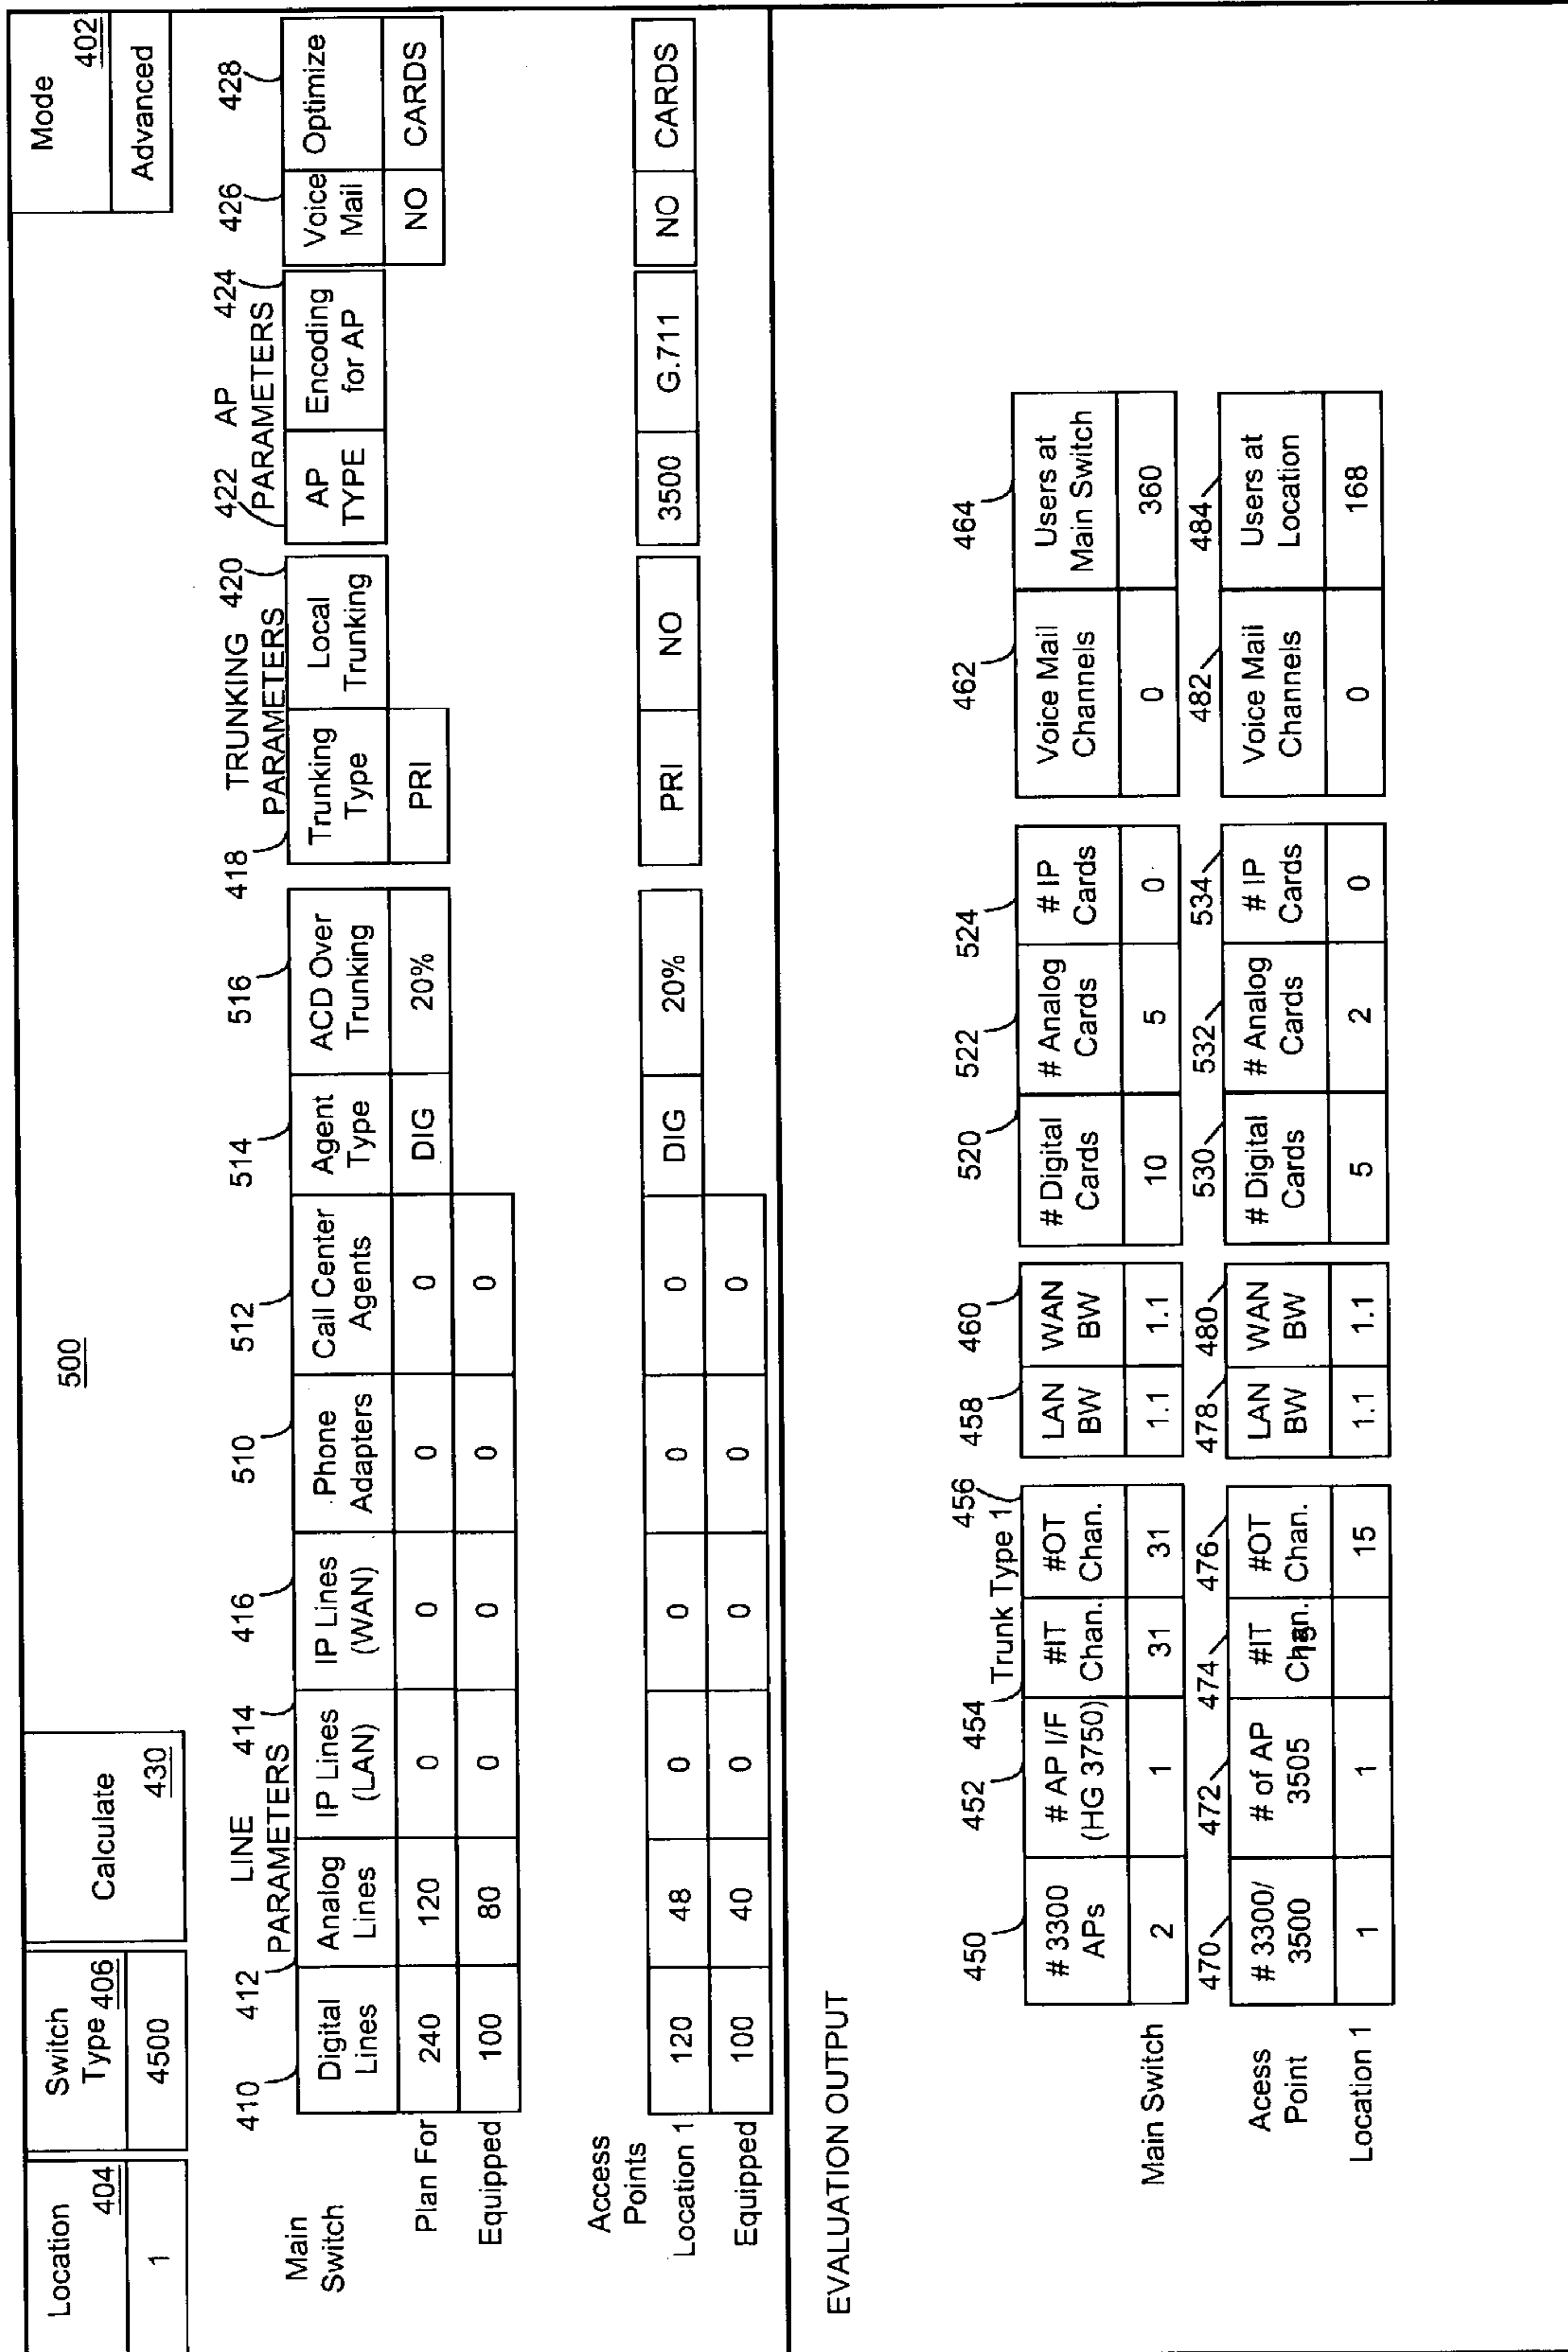 500
Location 404
1
Switch Type 406
4500
Calculate 430
Mode 402
Advanced
LINE PARAMETERS
TRUNKING PARAMETERS
AP PARAMETERS
410 412 414 416 510 512 514 516 418 420 422 424 426 428
Main Switch
Digital Lines Analog Lines IP Lines (LAN) IP Lines (WAN) Phone Adapters Call Center Agents Agent Type ACD Over Trunking Trunking Type Local Trunking AP TYPE Encoding for AP Voice Mail Optimize
Plan For 240 120 0 0 0 0 DIG 20% PRI NO CARDS
Equipped 100 80 0 0 0 0
Access Points
Location 1 120 48 0 0 0 0 DIG 20% PRI NO 3500 G.711 NO CARDS
Equipped 100 40 0 0 0 0
EVALUATION OUTPUT
Trunk Type 1
450 452 454 456 458 460 520 522 524 462 464
# 3300 APs # AP I/F (HG 3750) #IT Chan. #OT Chan. LAN BW WAN BW # Digital Cards # Analog Cards # IP Cards Voice Mail Channels Users at Main Switch
Main Switch 2 1 31 31 1.1 1.1 10 5 0 0 360
470 472 474 476 478 480 530 532 534 482 484
Acess Point
# 3300/ 3500 # of AP 3505 #IT #OT Chan. LAN BW WAN BW # Digital Cards # Analog Cards # IP Cards Voice Mail Channels Users at Location
Location 1 1 1 15 1.1 1.1 5 2 0 0 168